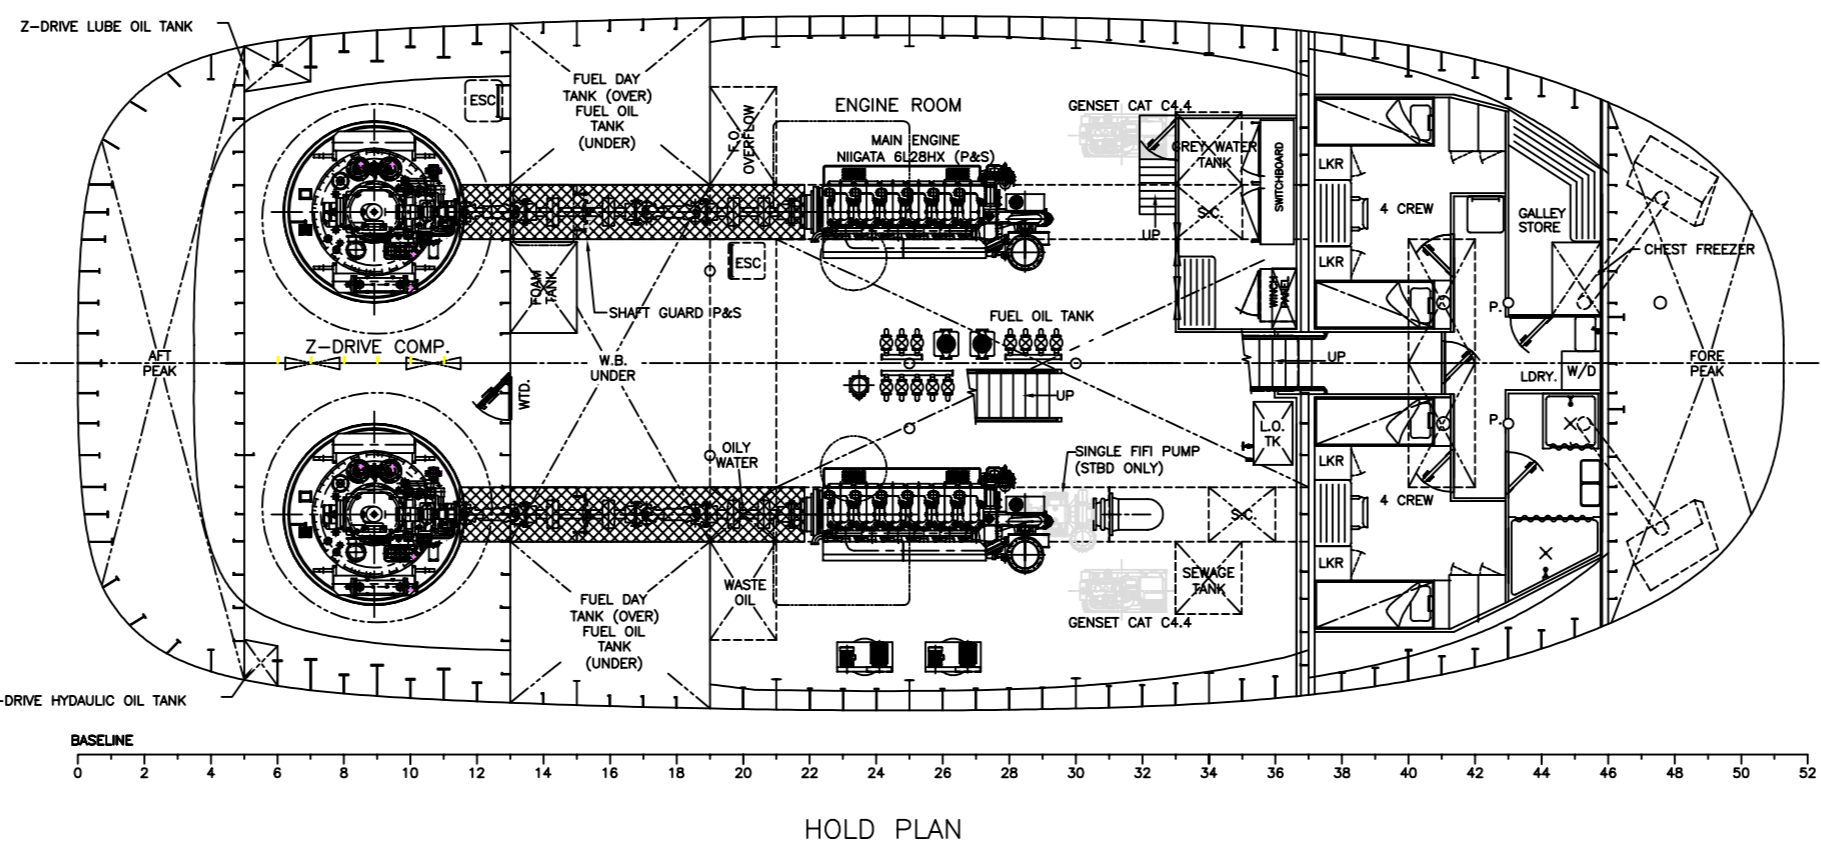 Z-DRIVE LUBE OIL TANK
ESC
FUEL DAY
TANK (OVER)
FUEL OIL
TANK
(UNDER)
F.O.
OVERFLOW
ENGINE ROOM
MAIN ENGINE
NIIGATA 6L28HX (P&S)
GENSET CAT C4.4
GREY WATER
TANK
S.C
SWITCHBOARD
UP
LKR
4 CREW
LKR
GALLEY
STORE
CHEST FREEZER
FOAM
TANK
ESC
SHAFT GUARD P&S
WINCH
PANEL
FUEL OIL TANK
P.
Z-DRIVE COMP.
AFT
PEAK
W.B.
UNDER
WTD.
UP
UP
LDRY.
W/D
FORE
PEAK
L.O.
TK
P.
OILY
WATER
SINGLE FIFI PUMP
(STBD ONLY)
LKR
4 CREW
LKR
S.C
WASTE
OIL
SEWAGE
TANK
GENSET CAT C4.4
FUEL DAY
TANK (OVER)
FUEL OIL
TANK
(UNDER)
-DRIVE HYDAULIC OIL TANK
BASELINE
0 2 4 6 8 10 12 14 16 18 20 22 24 26 28 30 32 34 36 38 40 42 44 46 48 50 52
HOLD PLAN